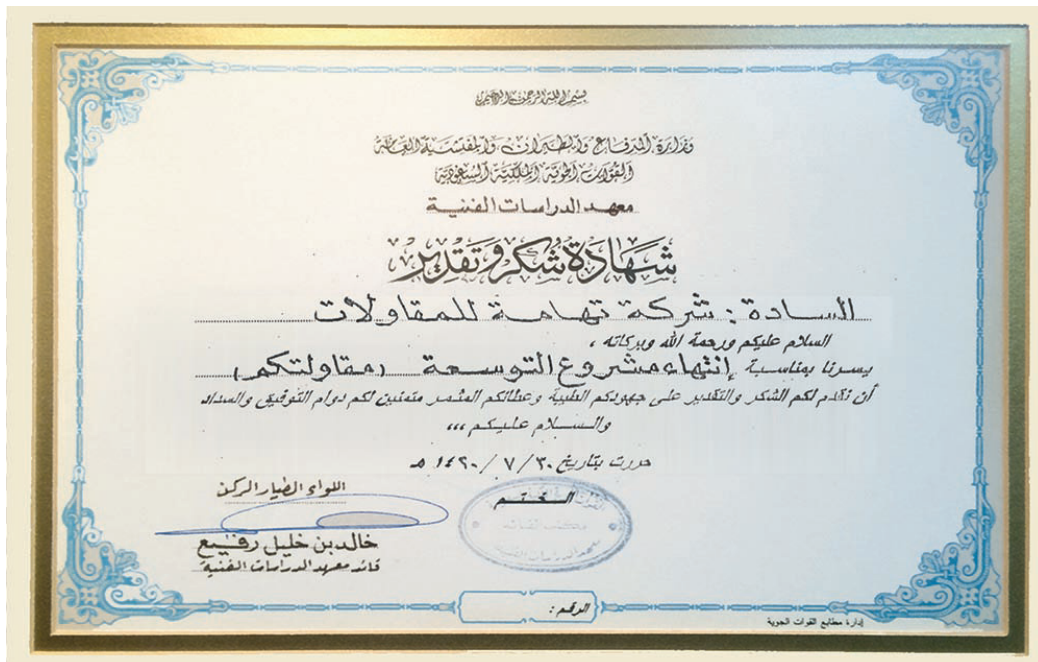 بسم الله الرحمن الرحيم
وزارة الدفاع والطيران والمفتشية العامة
القوات الجوية الملكية السعودية
معهد الدراسات الفنية
شهادة شكر وتقدير
السادة : شركة تهامة للمقاولات
السلام عليكم ورحمة الله وبركاته ،
يسرنا بمناسبة إنتهاء مشروع التوسعة (مقاولتكم)
أن نقدم لكم الشكر والتقدير على جهودكم الطيبة وعطائكم المثمر متمنين لكم دوام التوفيق والسداد
والسلام عليكم ،،،
حررت بتاريخ ٣٠ / ٧ / ١٤٢٠ هـ
الختم
اللواء الطيار الركن
خالد بن خليل رفيع
قائد معهد الدراسات الفنية
الرقم :
إدارة مطابع القوات الجوية